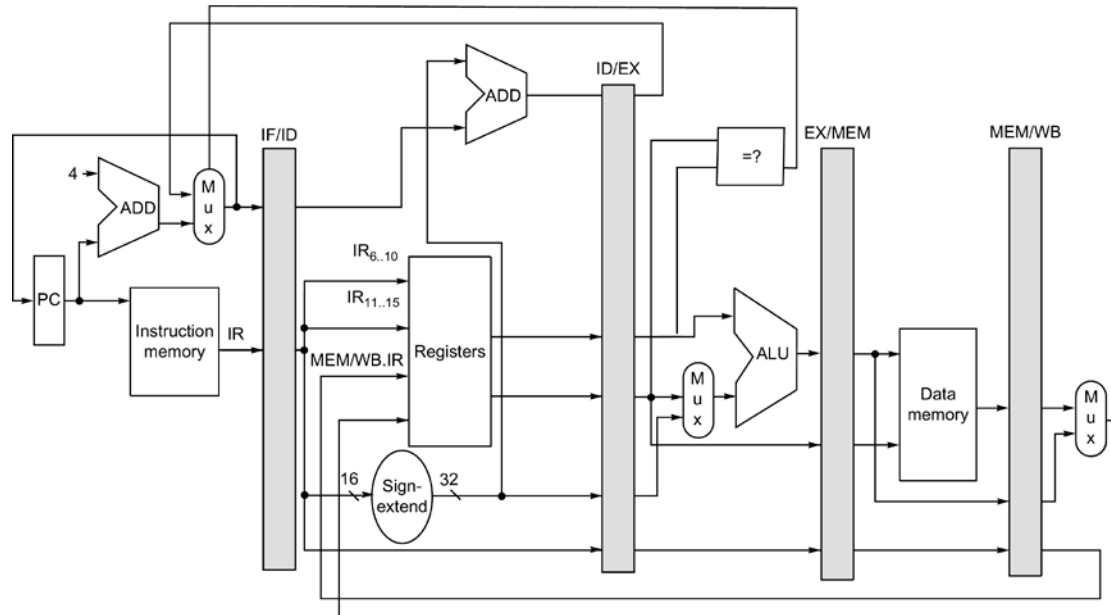 ID/EX
ADD
IF/ID
EX/MEM
MEM/WB
=?
4
ADD
M
u
x
IR6..10
PC
IR11..15
Instruction
memory
IR
Registers
ALU
MEM/WB.IR
M
u
x
Data
memory
M
u
x
16
32
Sign-
extend